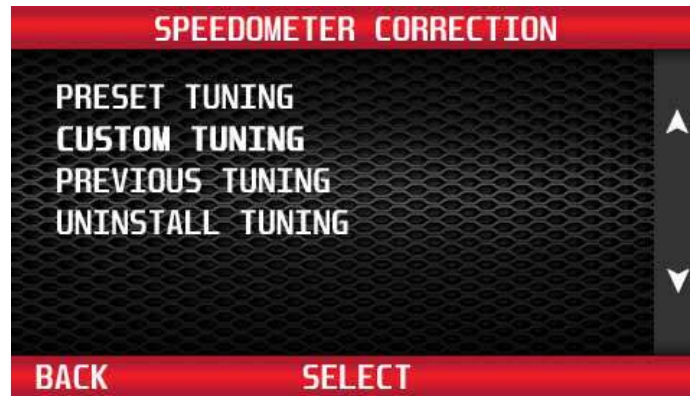 SPEEDOMETER CORRECTION
PRESET TUNING
CUSTOM TUNING
PREVIOUS TUNING
UNINSTALL TUNING
BACK SELECT